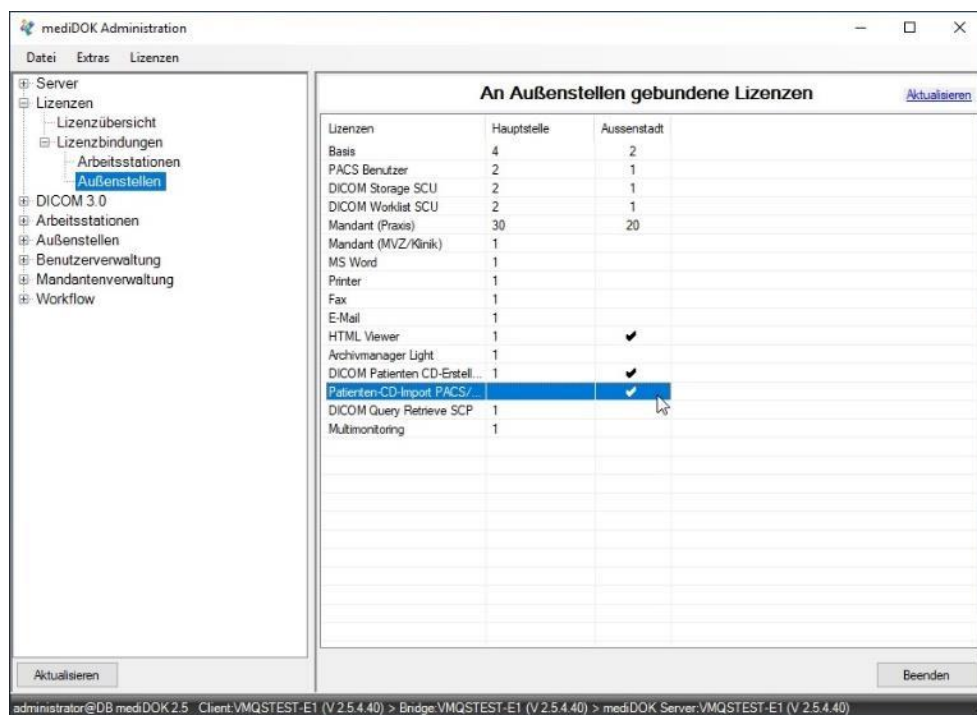 mediDOK Administration
Datei Extras Lizenzen
Server
Lizenzen
Lizenzübersicht
Lizenzbindungen
Arbeitsstationen
Außenstellen
DICOM 3.0
Arbeitsstationen
Außenstellen
Benutzerverwaltung
Mandantenverwaltung
Workflow
Aktualisieren
An Außenstellen gebundene Lizenzen Aktualisieren
Lizenzen Hauptstelle Aussenstadt
Basis 4 2
PACS Benutzer 2 1
DICOM Storage SCU 2 1
DICOM Worklist SCU 2 1
Mandant (Praxis) 30 20
Mandant (MVZ/Klinik) 1
MS Word 1
Printer 1
Fax 1
E-Mail 1
HTML Viewer 1 ✔
Archivmanager Light 1
DICOM Patienten CD-Erstell... 1 ✔
Patienten-CD-Import PACS/... ✔
DICOM Query Retrieve SCP 1
Multimonitoring 1
Beenden
administrator@DB mediDOK 2.5 Client:VMQSTEST-E1 (V 2.5.4.40) > Bridge:VMQSTEST-E1 (V 2.5.4.40) > mediDOK Server:VMQSTEST-E1 (V 2.5.4.40)